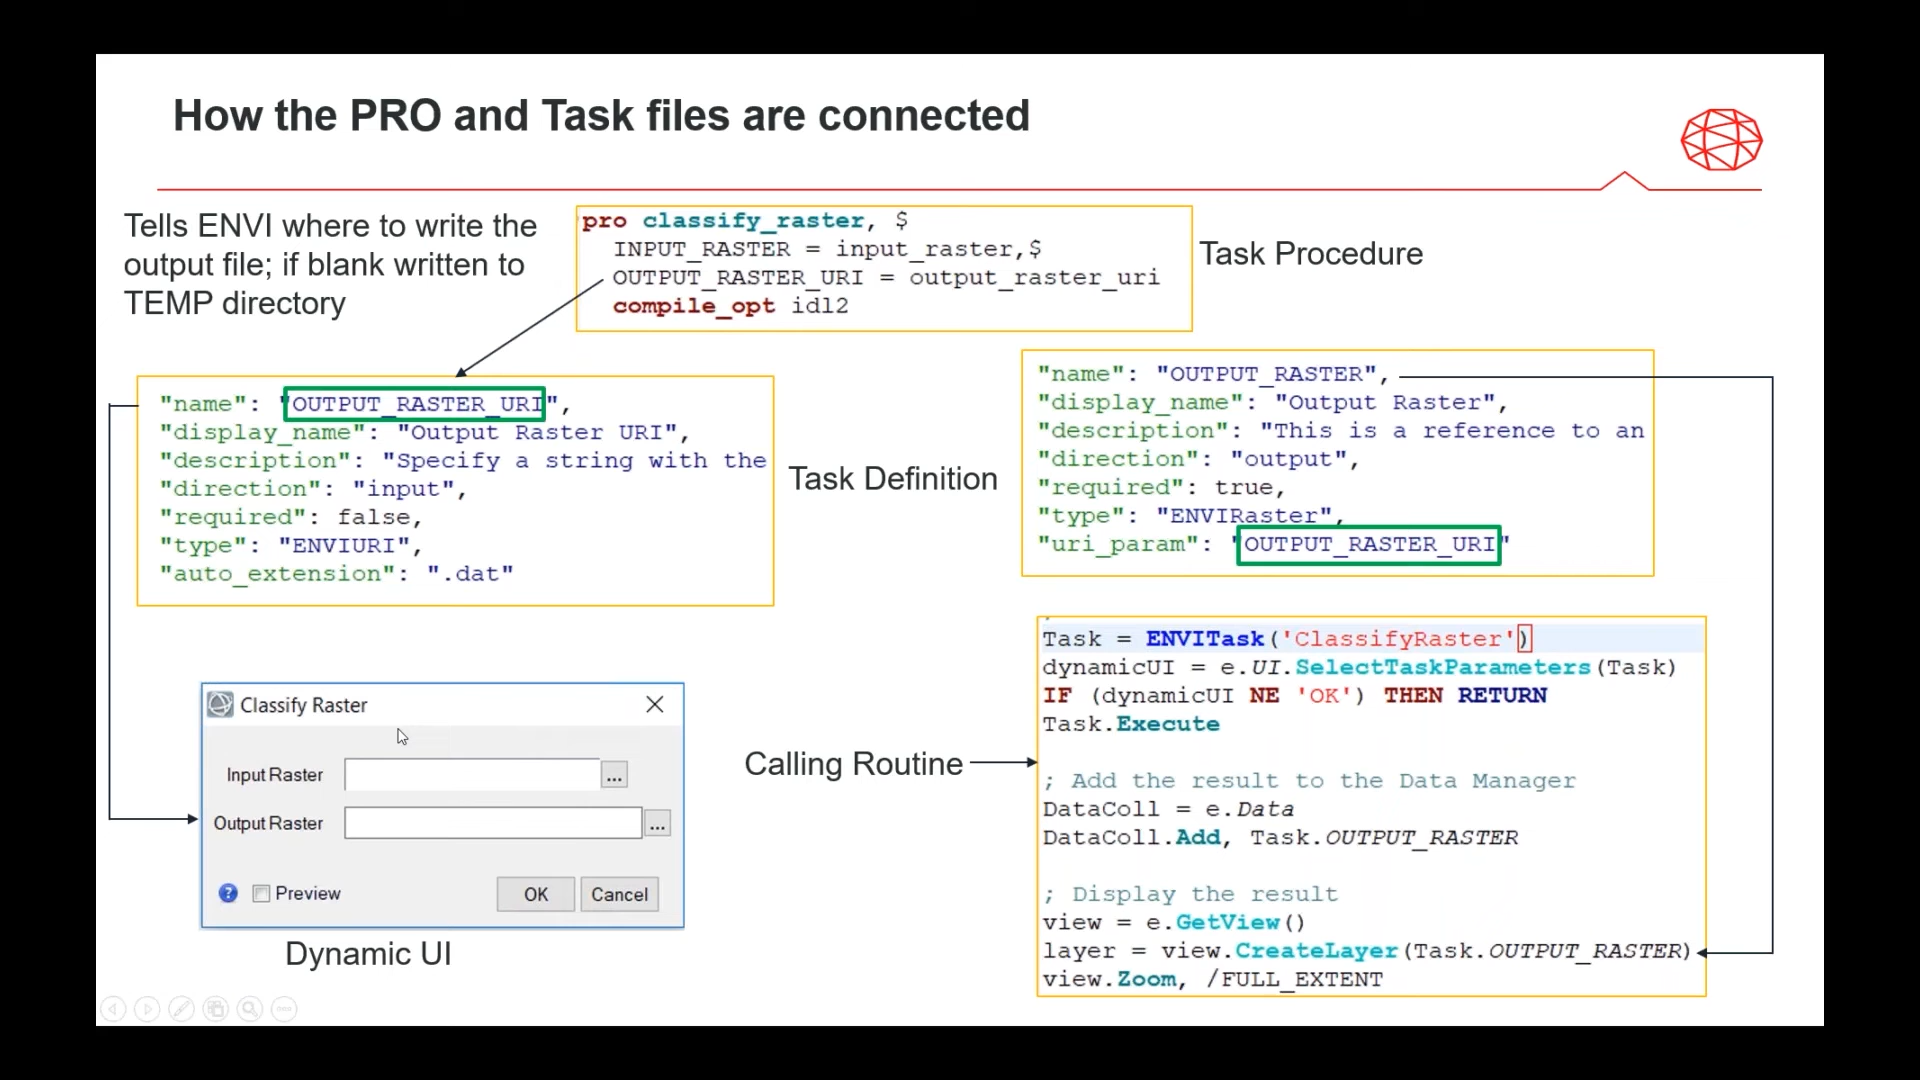 How the PRO and Task files are connected
Tells ENVI where to write the
output file; if blank written to
TEMP directory
pro classify_raster, $
INPUT_RASTER = input_raster,$
OUTPUT_RASTER_URI = output_raster_uri
compile_opt idl2
Task Procedure
"name": "OUTPUT_RASTER_URI",
"display_name": "Output Raster URI",
"description": "Specify a string with the
"direction": "input",
"required": false,
"type": "ENVIURI",
"auto_extension": ".dat"
Task Definition
"name": "OUTPUT_RASTER",
"display_name": "Output Raster",
"description": "This is a reference to an
"direction": "output",
"required": true,
"type": "ENVIRaster",
"uri_param": "OUTPUT_RASTER_URI"
Classify Raster
Input Raster
...
Output Raster
...
? Preview
OK
Cancel
Dynamic UI
Calling Routine
Task = ENVITask('ClassifyRaster')
dynamicUI = e.UI.SelectTaskParameters(Task)
IF (dynamicUI NE 'OK') THEN RETURN
Task.Execute
; Add the result to the Data Manager
DataColl = e.Data
DataColl.Add, Task.OUTPUT_RASTER
; Display the result
view = e.GetView()
layer = view.CreateLayer(Task.OUTPUT_RASTER)
view.Zoom, /FULL_EXTENT